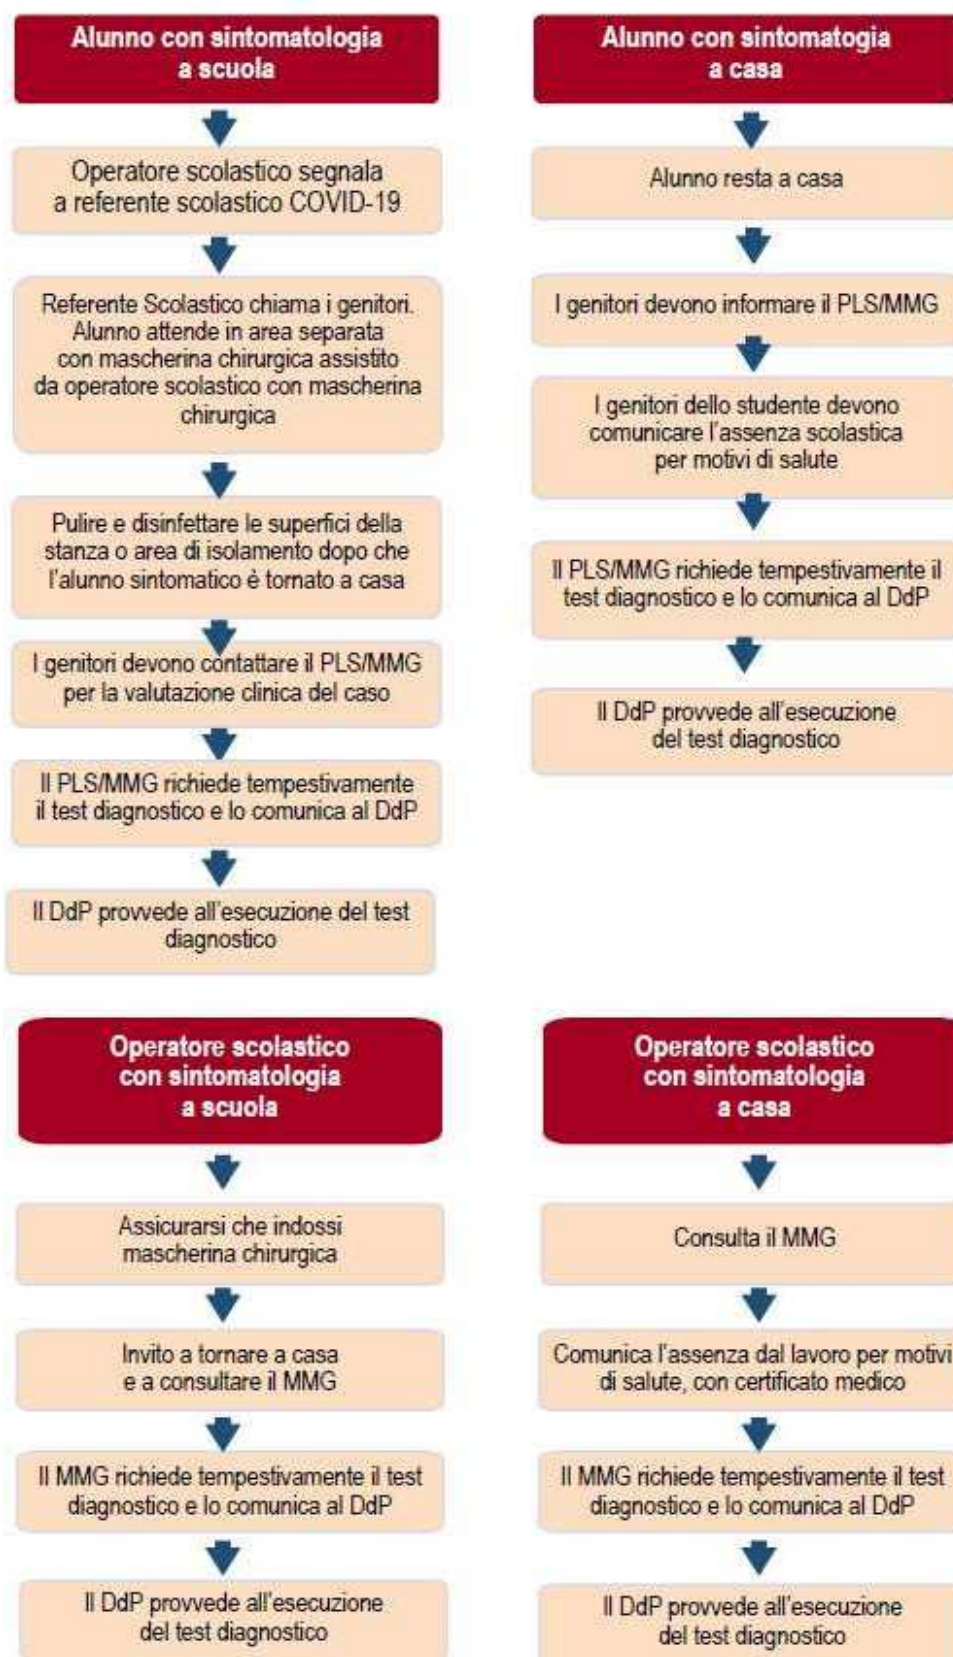 Alunno con sintomatologia
a scuola
Operatore scolastico segnala
a referente scolastico COVID-19
Referente Scolastico chiama i genitori.
Alunno attende in area separata
con mascherina chirurgica assistito
da operatore scolastico con mascherina
chirurgica
Pulire e disinfettare le superfici della
stanza o area di isolamento dopo che
l'alunno sintomatico è tornato a casa
I genitori devono contattare il PLS/MMG
per la valutazione clinica del caso
Il PLS/MMG richiede tempestivamente
il test diagnostico e lo comunica al DdP
Il DdP provvede all'esecuzione del test
diagnostico
Alunno con sintomatogia
a casa
Alunno resta a casa
I genitori devono informare il PLS/MMG
I genitori dello studente devono
comunicare l'assenza scolastica
per motivi di salute
Il PLS/MMG richiede tempestivamente il
test diagnostico e lo comunica al DdP
Il DdP provvede all'esecuzione
del test diagnostico
Operatore scolastico
con sintomatologia
a scuola
Assicurarsi che indossi
mascherina chirurgica
Invito a tornare a casa
e a consultare il MMG
Il MMG richiede tempestivamente il test
diagnostico e lo comunica al DdP
Il DdP provvede all'esecuzione
del test diagnostico
Operatore scolastico
con sintomatologia
a casa
Consulta il MMG
Comunica l'assenza dal lavoro per motivi
di salute, con certificato medico
Il MMG richiede tempestivamente il test
diagnostico e lo comunica al DdP
Il DdP provvede all'esecuzione
del test diagnostico